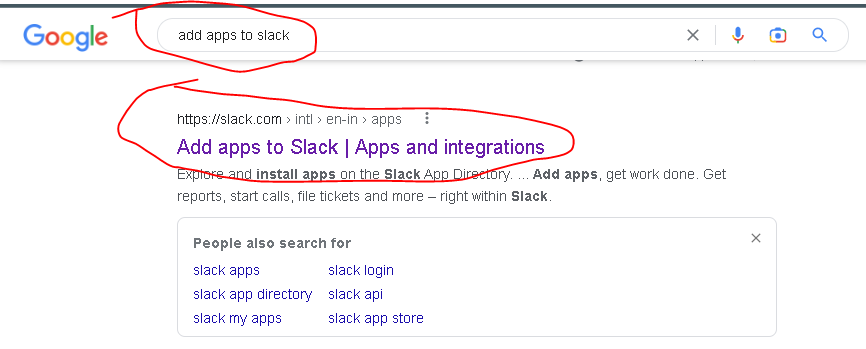 Google
add apps to slack
https://slack.com › intl › en-in › apps
Add apps to Slack | Apps and integrations
Explore and install apps on the Slack App Directory. ... Add apps, get work done. Get
reports, start calls, file tickets and more – right within Slack.
People also search for
slack apps
slack login
slack app directory
slack api
slack my apps
slack app store